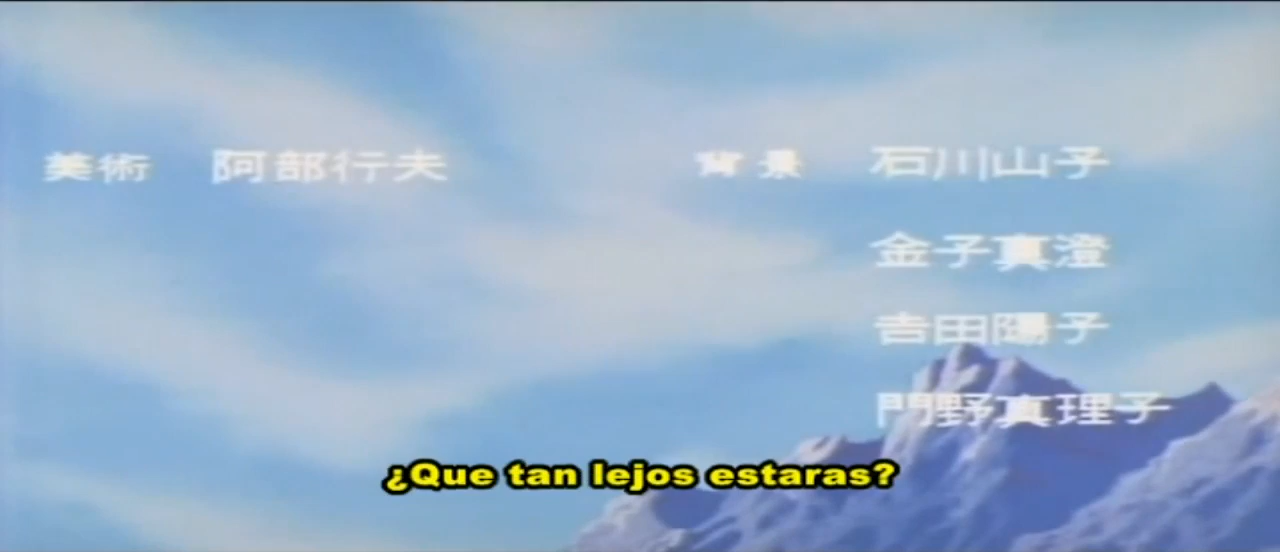 美術 阿部行夫 背景 石川山子
金子真澄
吉田陽子
門野真理子
¿Que tan lejos estaras?